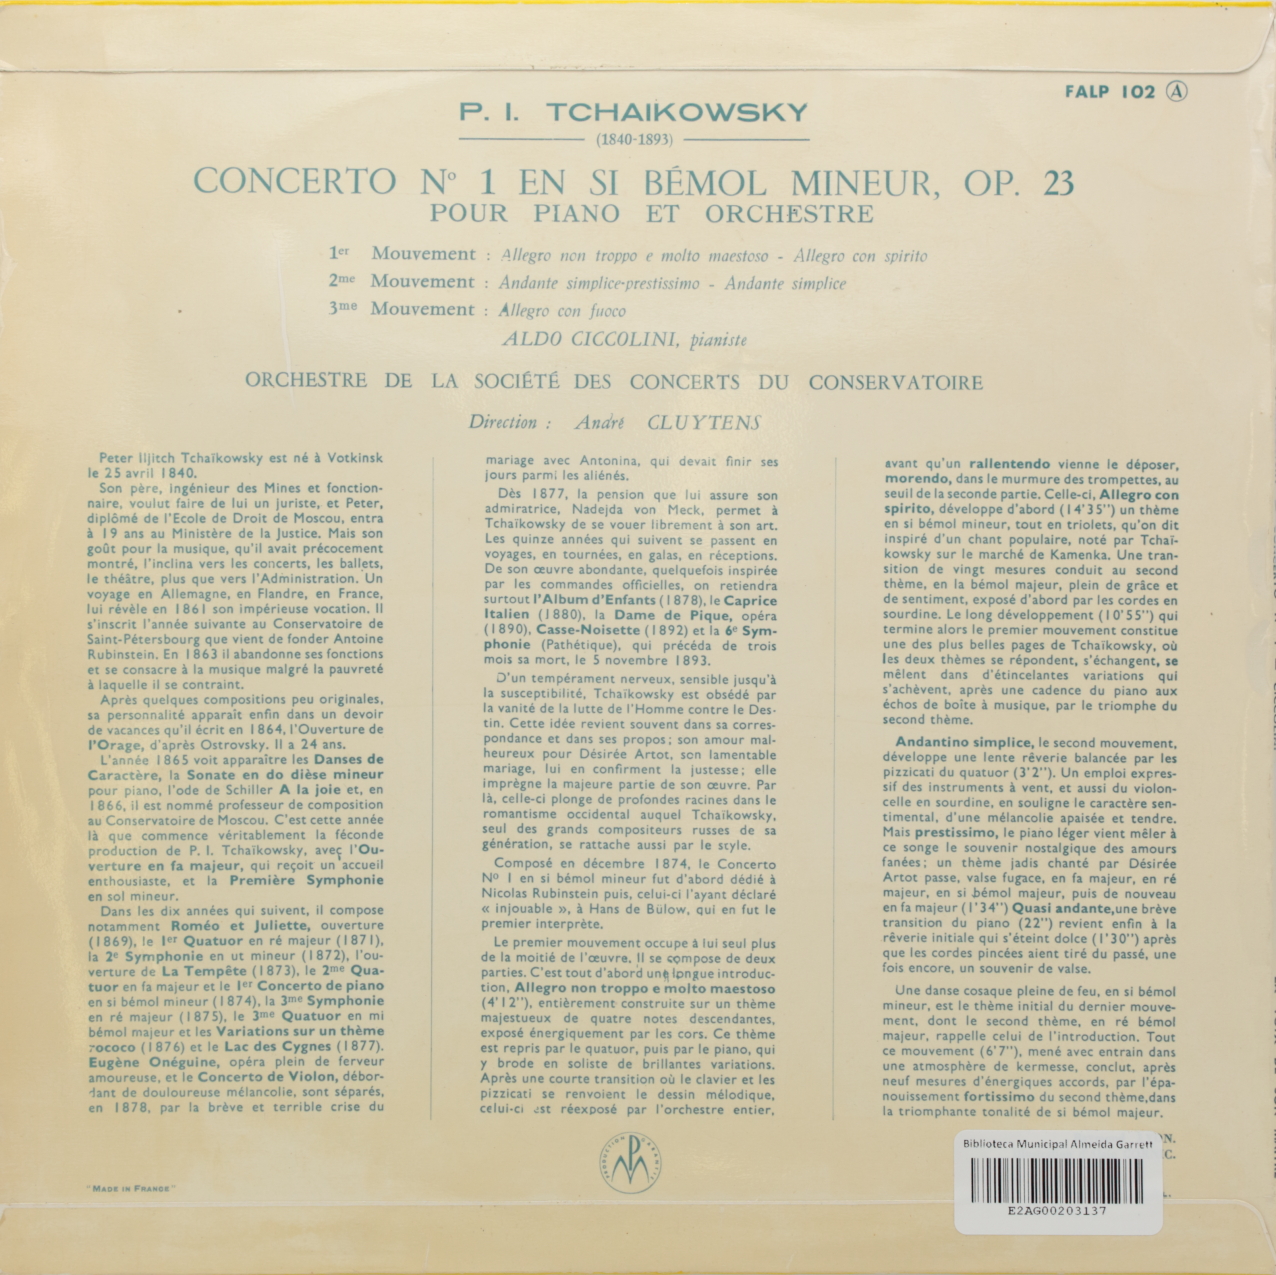 FALP 102 Ⓐ
P. I. TCHAÏKOWSKY
(1840-1893)
CONCERTO Nº 1 EN SI BÉMOL MINEUR, OP. 23
POUR PIANO ET ORCHESTRE
1er Mouvement : Allegro non troppo e molto maestoso - Allegro con spirito
2me Mouvement : Andante simplice-prestissimo - Andante simplice
3me Mouvement : Allegro con fuoco
ALDO CICCOLINI, pianiste
ORCHESTRE DE LA SOCIÉTÉ DES CONCERTS DU CONSERVATOIRE
Direction : André CLUYTENS
Peter Iljitch Tchaïkowsky est né à Votkinsk
le 25 avril 1840.
Son père, ingénieur des Mines et fonction-
naire, voulut faire de lui un juriste, et Peter,
diplômé de l'Ecole de Droit de Moscou, entra
à 19 ans au Ministère de la Justice. Mais son
goût pour la musique, qu'il avait précocement
montré, l'inclina vers les concerts, les ballets,
le théâtre, plus que vers l'Administration. Un
voyage en Allemagne, en Flandre, en France,
lui révèle en 1861 son impérieuse vocation. Il
s'inscrit l'année suivante au Conservatoire de
Saint-Pétersbourg que vient de fonder Antoine
Rubinstein. En 1863 il abandonne ses fonctions
et se consacre à la musique malgré la pauvreté
à laquelle il se contraint.
Après quelques compositions peu originales,
sa personnalité apparaît enfin dans un devoir
de vacances qu'il écrit en 1864, l'Ouverture de
l'Orage, d'après Ostrovsky. Il a 24 ans.
L'année 1865 voit apparaître les Danses de
Caractère, la Sonate en do dièse mineur
pour piano, l'ode de Schiller A la joie et, en
1866, il est nommé professeur de composition
au Conservatoire de Moscou. C'est cette année
là que commence véritablement la féconde
production de P. I. Tchaïkowsky, avec l'Ou-
verture en fa majeur, qui reçoit un accueil
enthousiaste, et la Première Symphonie
en sol mineur.
Dans les dix années qui suivent, il compose
notamment Roméo et Juliette, ouverture
(1869), le 1er Quatuor en ré majeur (1871),
la 2e Symphonie en ut mineur (1872), l'ou-
verture de La Tempête (1873), le 2me Qua-
tuor en fa majeur et le 1er Concerto de piano
en si bémol mineur (1874), la 3me Symphonie
en ré majeur (1875), le 3me Quatuor en mi
bémol majeur et les Variations sur un thème
rococo (1876) et le Lac des Cygnes (1877).
Eugène Onéguine, opéra plein de ferveur
amoureuse, et le Concerto de Violon, débor-
dant de douloureuse mélancolie, sont séparés,
en 1878, par la brève et terrible crise du
mariage avec Antonina, qui devait finir ses
jours parmi les aliénés.
Dès 1877, la pension que lui assure son
admiratrice, Nadejda von Meck, permet à
Tchaïkowsky de se vouer librement à son art.
Les quinze années qui suivent se passent en
voyages, en tournées, en galas, en réceptions.
De son œuvre abondante, quelquefois inspirée
par les commandes officielles, on retiendra
surtout l'Album d'Enfants (1878), le Caprice
Italien (1880), la Dame de Pique, opéra
(1890), Casse-Noisette (1892) et la 6e Sym-
phonie (Pathétique), qui précéda de trois
mois sa mort, le 5 novembre 1893.
D'un tempérament nerveux, sensible jusqu'à
la susceptibilité, Tchaïkowsky est obsédé par
la vanité de la lutte de l'Homme contre le Des-
tin. Cette idée revient souvent dans sa corres-
pondance et dans ses propos ; son amour mal-
heureux pour Désirée Artot, son lamentable
mariage, lui en confirment la justesse ; elle
imprègne la majeure partie de son œuvre. Par
là, celle-ci plonge de profondes racines dans le
romantisme occidental auquel Tchaïkowsky,
seul des grands compositeurs russes de sa
génération, se rattache aussi par le style.
Composé en décembre 1874, le Concerto
Nº 1 en si bémol mineur fut d'abord dédié à
Nicolas Rubinstein puis, celui-ci l'ayant déclaré
« injouable », à Hans de Bülow, qui en fut le
premier interprète.
Le premier mouvement occupe à lui seul plus
de la moitié de l'œuvre. Il se compose de deux
parties. C'est tout d'abord une longue introduc-
tion, Allegro non troppo e molto maestoso
(4'12"), entièrement construite sur un thème
majestueux de quatre notes descendantes,
exposé énergiquement par les cors. Ce thème
est repris par le quatuor, puis par le piano, qui
y brode en soliste de brillantes variations.
Après une courte transition où le clavier et les
pizzicati se renvoient le dessin mélodique,
celui-ci est réexposé par l'orchestre entier,
avant qu'un rallentendo vienne le déposer,
morendo, dans le murmure des trompettes, au
seuil de la seconde partie. Celle-ci, Allegro con
spirito, développe d'abord (14'35") un thème
en si bémol mineur, tout en triolets, qu'on dit
inspiré d'un chant populaire, noté par Tchaï-
kowsky sur le marché de Kamenka. Une tran-
sition de vingt mesures conduit au second
thème, en la bémol majeur, plein de grâce et
de sentiment, exposé d'abord par les cordes en
sourdine. Le long développement (10'55") qui
termine alors le premier mouvement constitue
une des plus belles pages de Tchaïkowsky, où
les deux thèmes se répondent, s'échangent, se
mêlent dans d'étincelantes variations qui
s'achèvent, après une cadence du piano aux
échos de boîte à musique, par le triomphe du
second thème.
Andantino simplice, le second mouvement,
développe une lente rêverie balancée par les
pizzicati du quatuor (3'2"). Un emploi expres-
sif des instruments à vent, et aussi du violon-
celle en sourdine, en souligne le caractère sen-
timental, d'une mélancolie apaisée et tendre.
Mais prestissimo, le piano léger vient mêler à
ce songe le souvenir nostalgique des amours
fanées ; un thème jadis chanté par Désirée
Artot passe, valse fugace, en fa majeur, en ré
majeur, en si bémol majeur, puis de nouveau
en fa majeur (1'34") Quasi andante,une brève
transition du piano (22") revient enfin à la
rêverie initiale qui s'éteint dolce (1'30") après
que les cordes pincées aient tiré du passé, une
fois encore, un souvenir de valse.
Une danse cosaque pleine de feu, en si bémol
mineur, est le thème initial du dernier mouve-
ment, dont le second thème, en ré bémol
majeur, rappelle celui de l'introduction. Tout
ce mouvement (6'7"), mené avec entrain dans
une atmosphère de kermesse, conclut, après
neuf mesures d'énergiques accords, par l'épa-
nouissement fortissimo du second thème,dans
la triomphante tonalité de si bémol majeur.
"MADE IN FRANCE"
Biblioteca Municipal Almeida Garrett
E2AG00203137